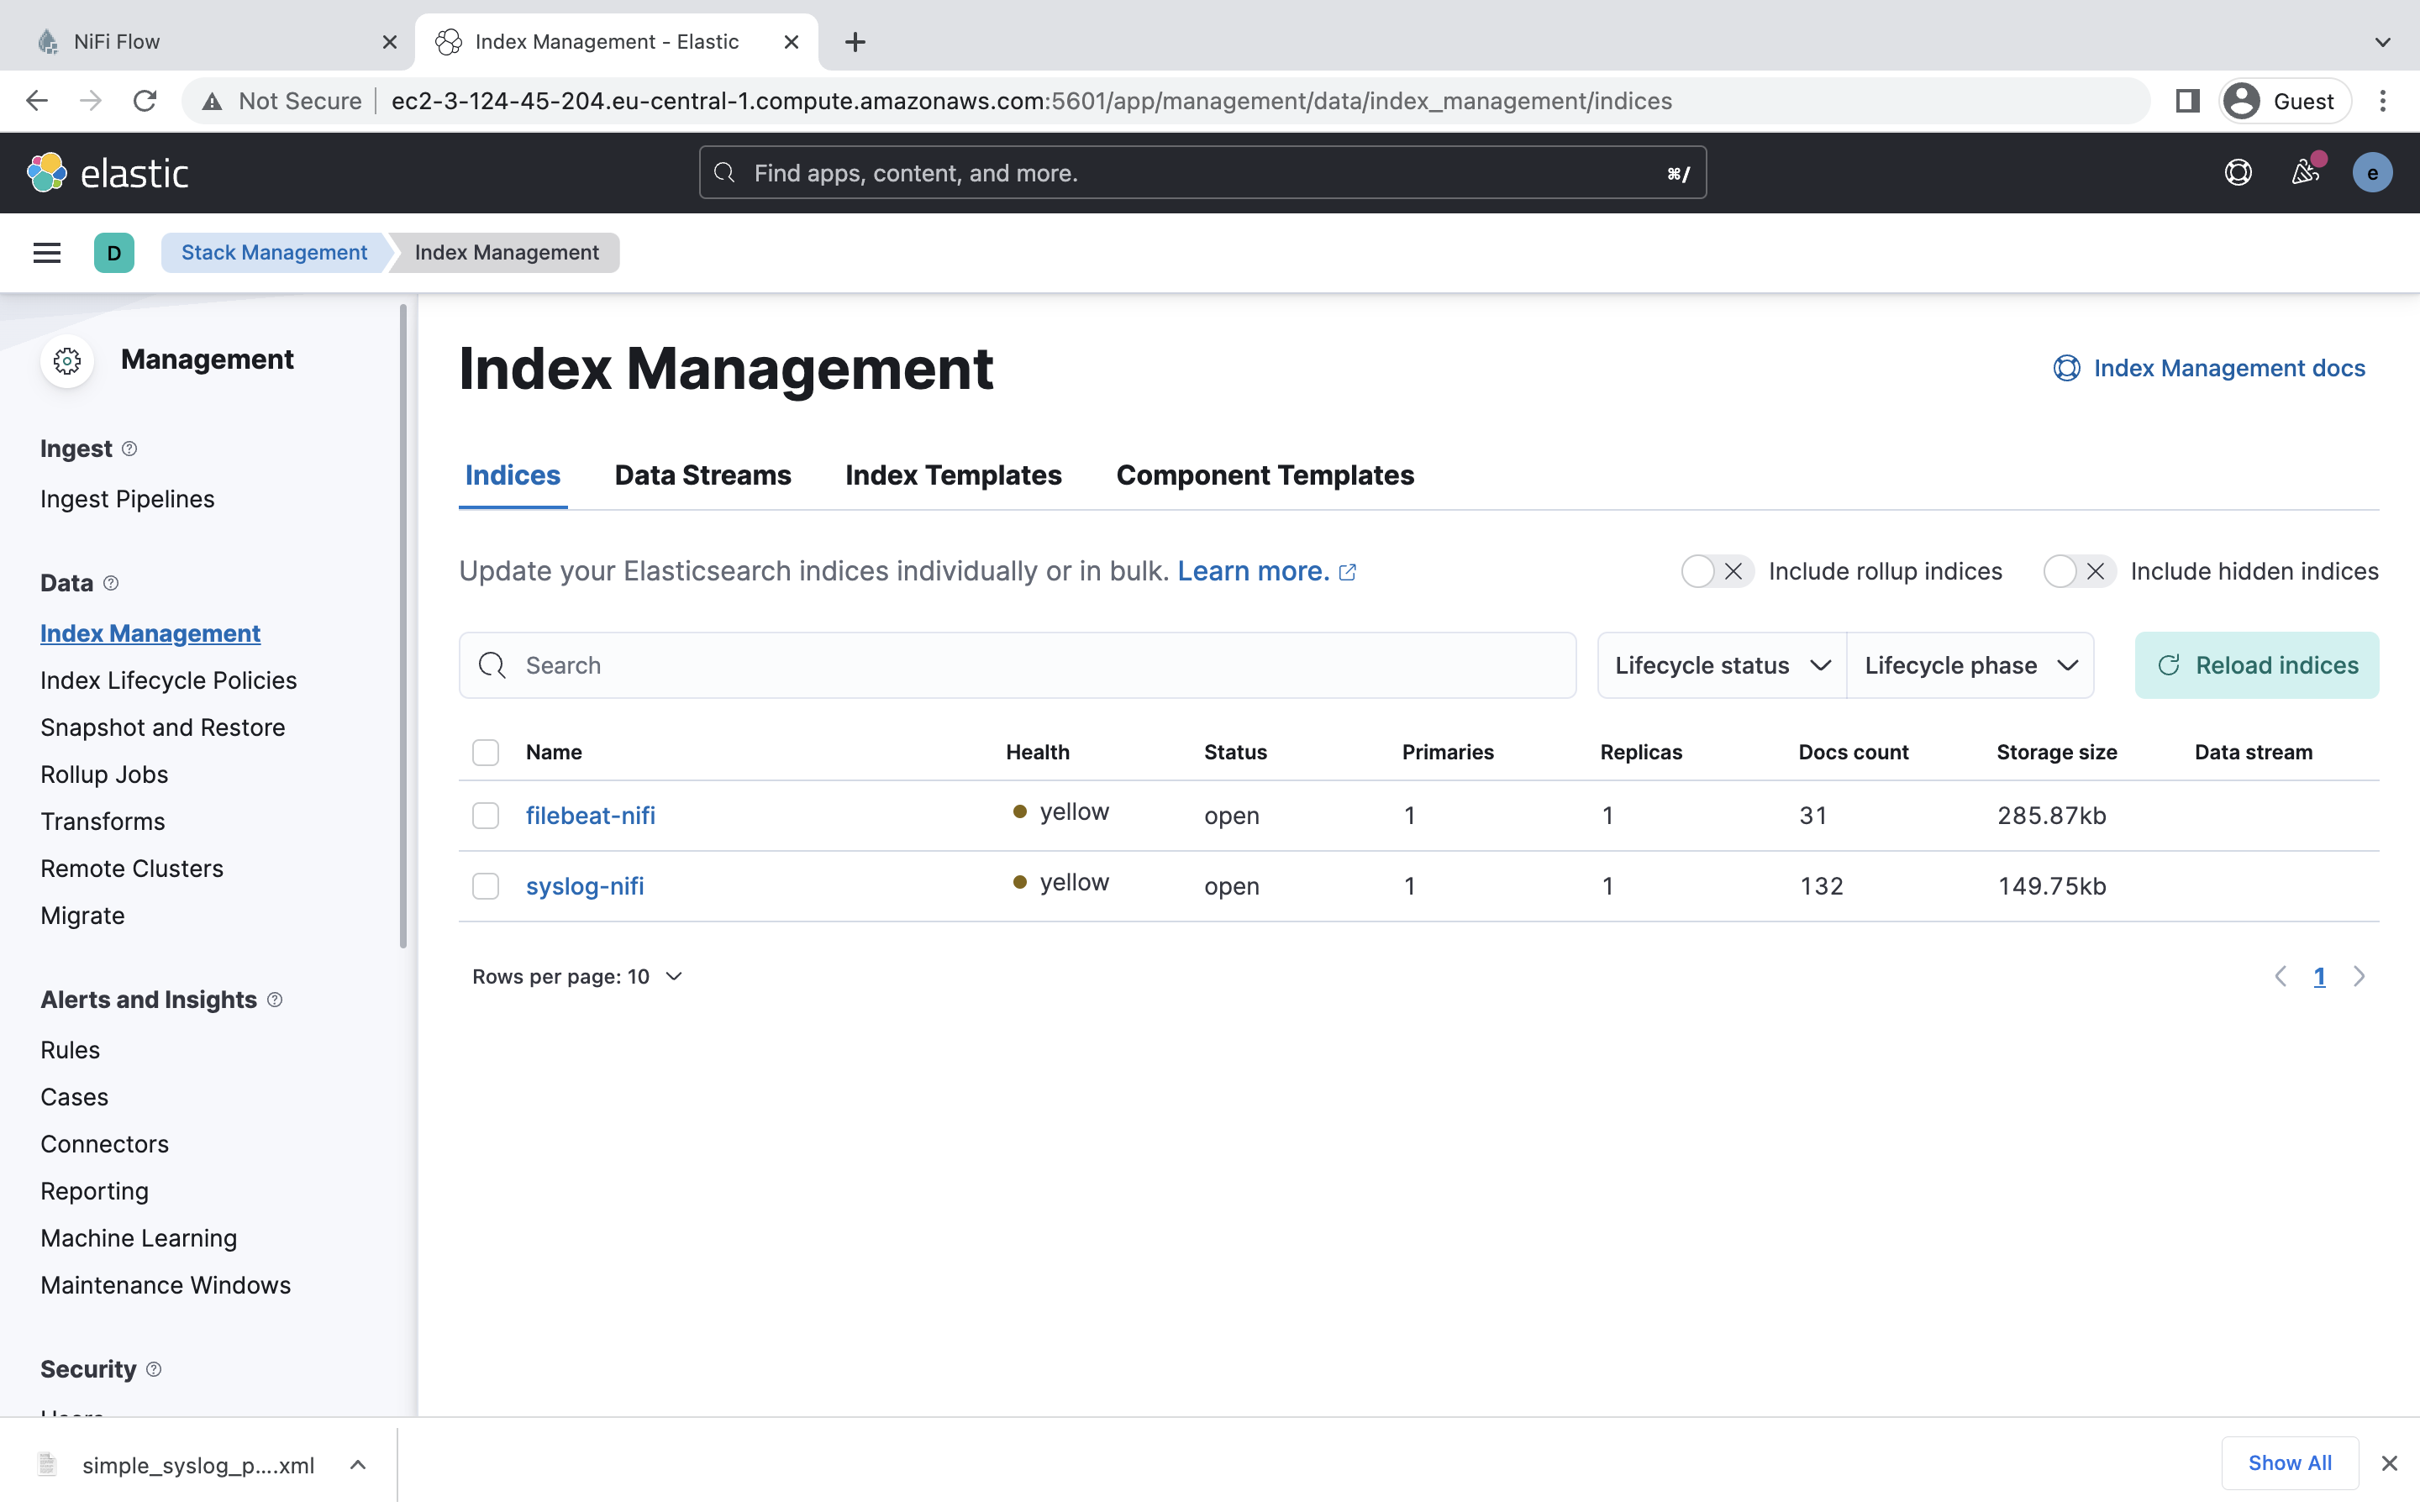 NiFi Flow
Index Management - Elastic
Not Secure
ec2-3-124-45-204.eu-central-1.compute.amazonaws.com:5601/app/management/data/index_management/indices
Guest
elastic
Find apps, content, and more.
⌘/
e
D
Stack Management
Index Management
Management
Ingest
Ingest Pipelines
Data
Index Management
Index Lifecycle Policies
Snapshot and Restore
Rollup Jobs
Transforms
Remote Clusters
Migrate
Alerts and Insights
Rules
Cases
Connectors
Reporting
Machine Learning
Maintenance Windows
Security
Index Management
Index Management docs
Indices Data Streams Index Templates Component Templates
Update your Elasticsearch indices individually or in bulk. Learn more.
Include rollup indices
Include hidden indices
Search
Lifecycle status
Lifecycle phase
Reload indices
Name Health Status Primaries Replicas Docs count Storage size Data stream
filebeat-nifi yellow open 1 1 31 285.87kb
syslog-nifi yellow open 1 1 132 149.75kb
Rows per page: 10
1
simple_syslog_p....xml
Show All